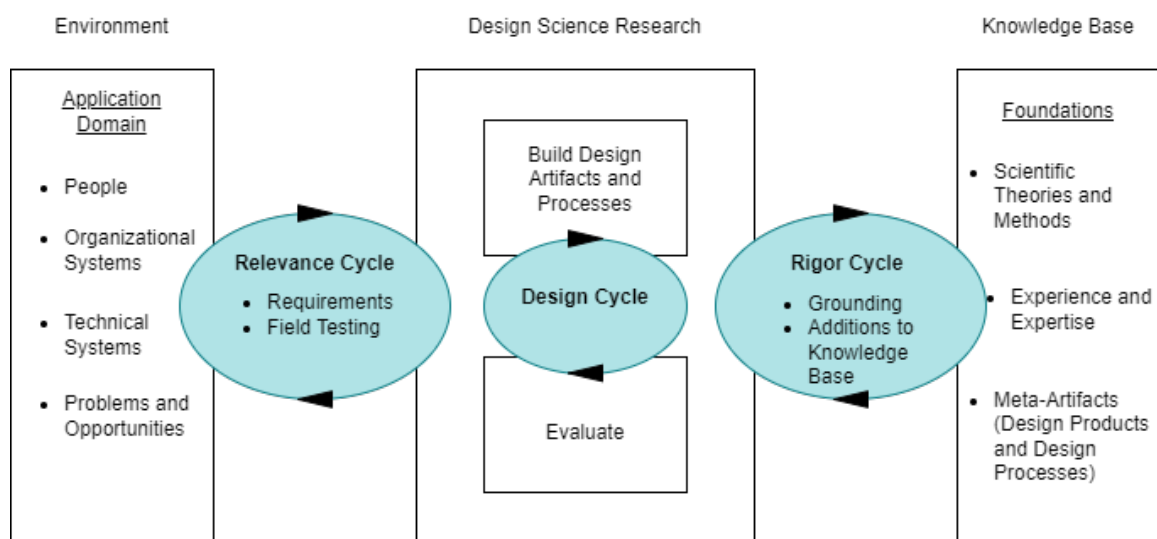 Environment
Design Science Research
Knowledge Base
Application
Domain
• People
• Organizational
Systems
• Technical
Systems
• Problems and
Opportunities
Relevance Cycle
• Requirements
• Field Testing
Build Design
Artifacts and
Processes
Design Cycle
Evaluate
Rigor Cycle
• Grounding
• Additions to
Knowledge
Base
Foundations
• Scientific
Theories and
Methods
• Experience and
Expertise
• Meta-Artifacts
(Design Products
and Design
Processes)